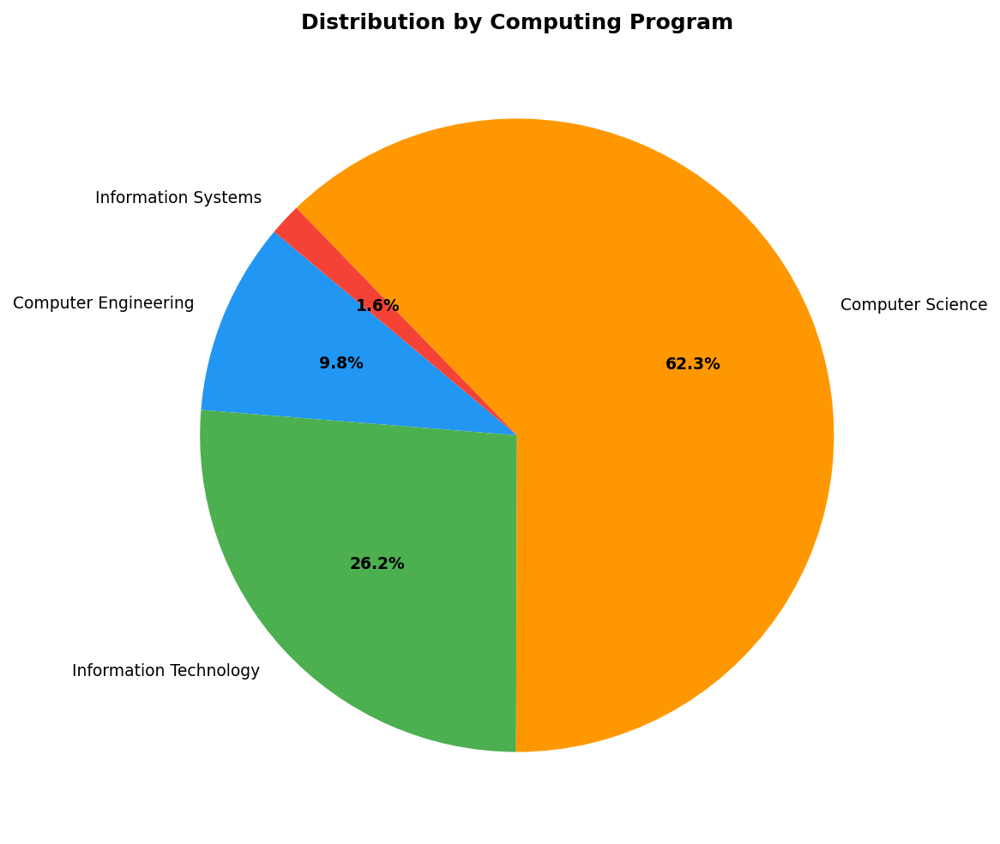 Distribution by Computing Program
Information Systems
Computer Engineering
Computer Science
1.6%
9.8%
62.3%
26.2%
Information Technology